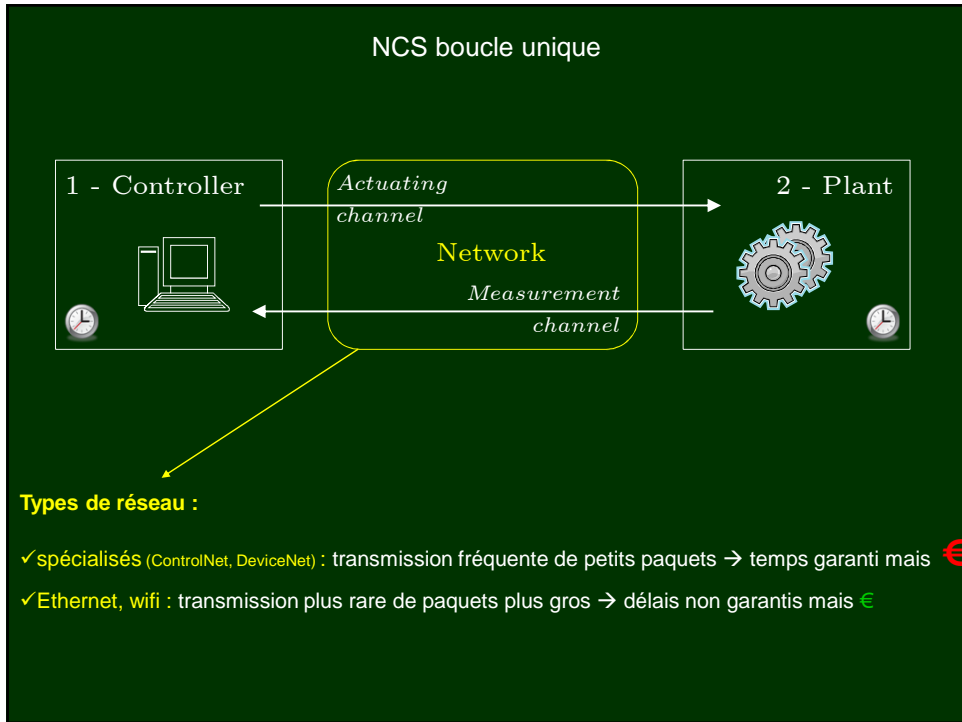 NCS boucle unique
1 - Controller
Actuating
channel
Network
Measurement
channel
2 - Plant
Types de réseau :
✓spécialisés (ControlNet, DeviceNet) : transmission fréquente de petits paquets → temps garanti mais €
✓Ethernet, wifi : transmission plus rare de paquets plus gros → délais non garantis mais €